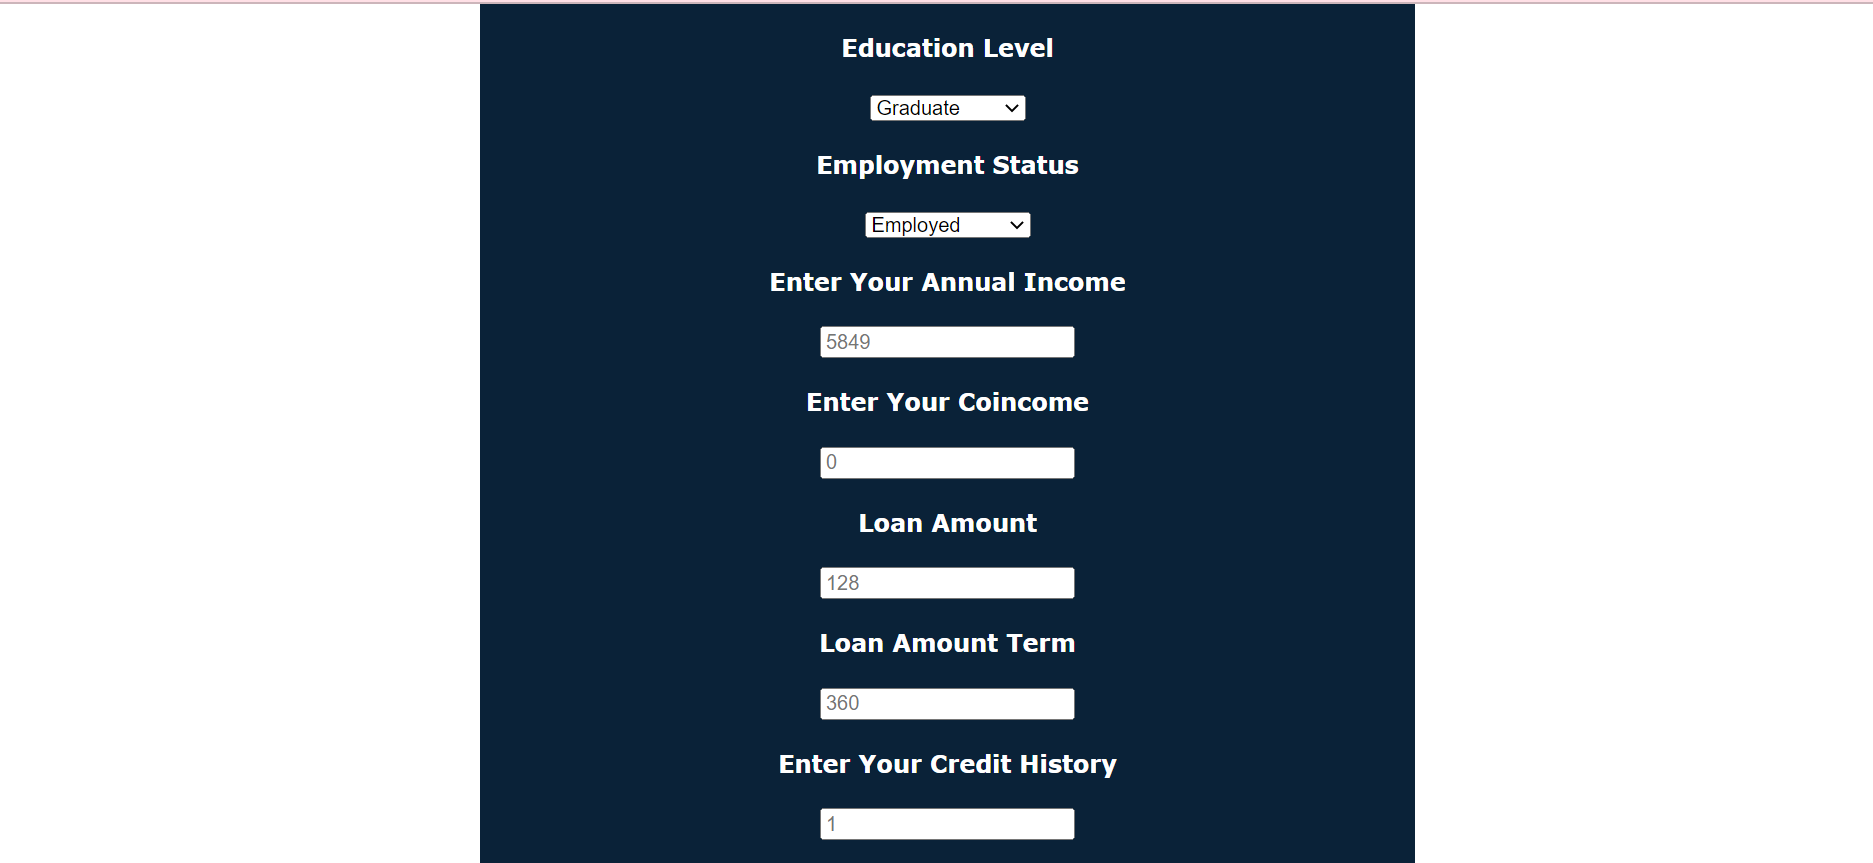 Education Level
Graduate
Employment Status
Employed
Enter Your Annual Income
5849
Enter Your Coincome
0
Loan Amount
128
Loan Amount Term
360
Enter Your Credit History
1